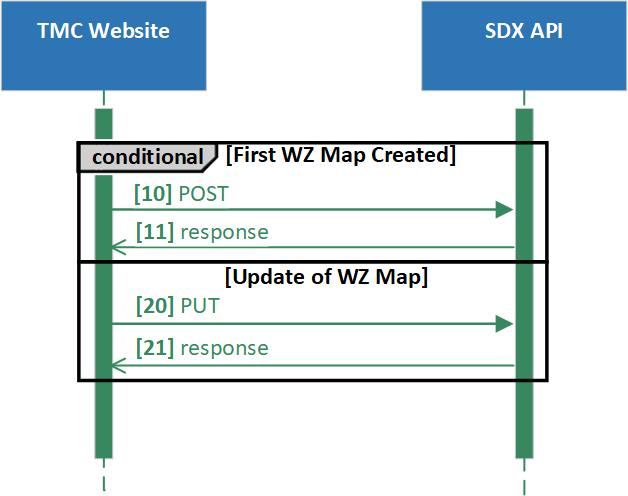 TMC Website
SDX API
conditional
[First WZ Map Created]
[10] POST
[11] response
[Update of WZ Map]
[20] PUT
[21] response